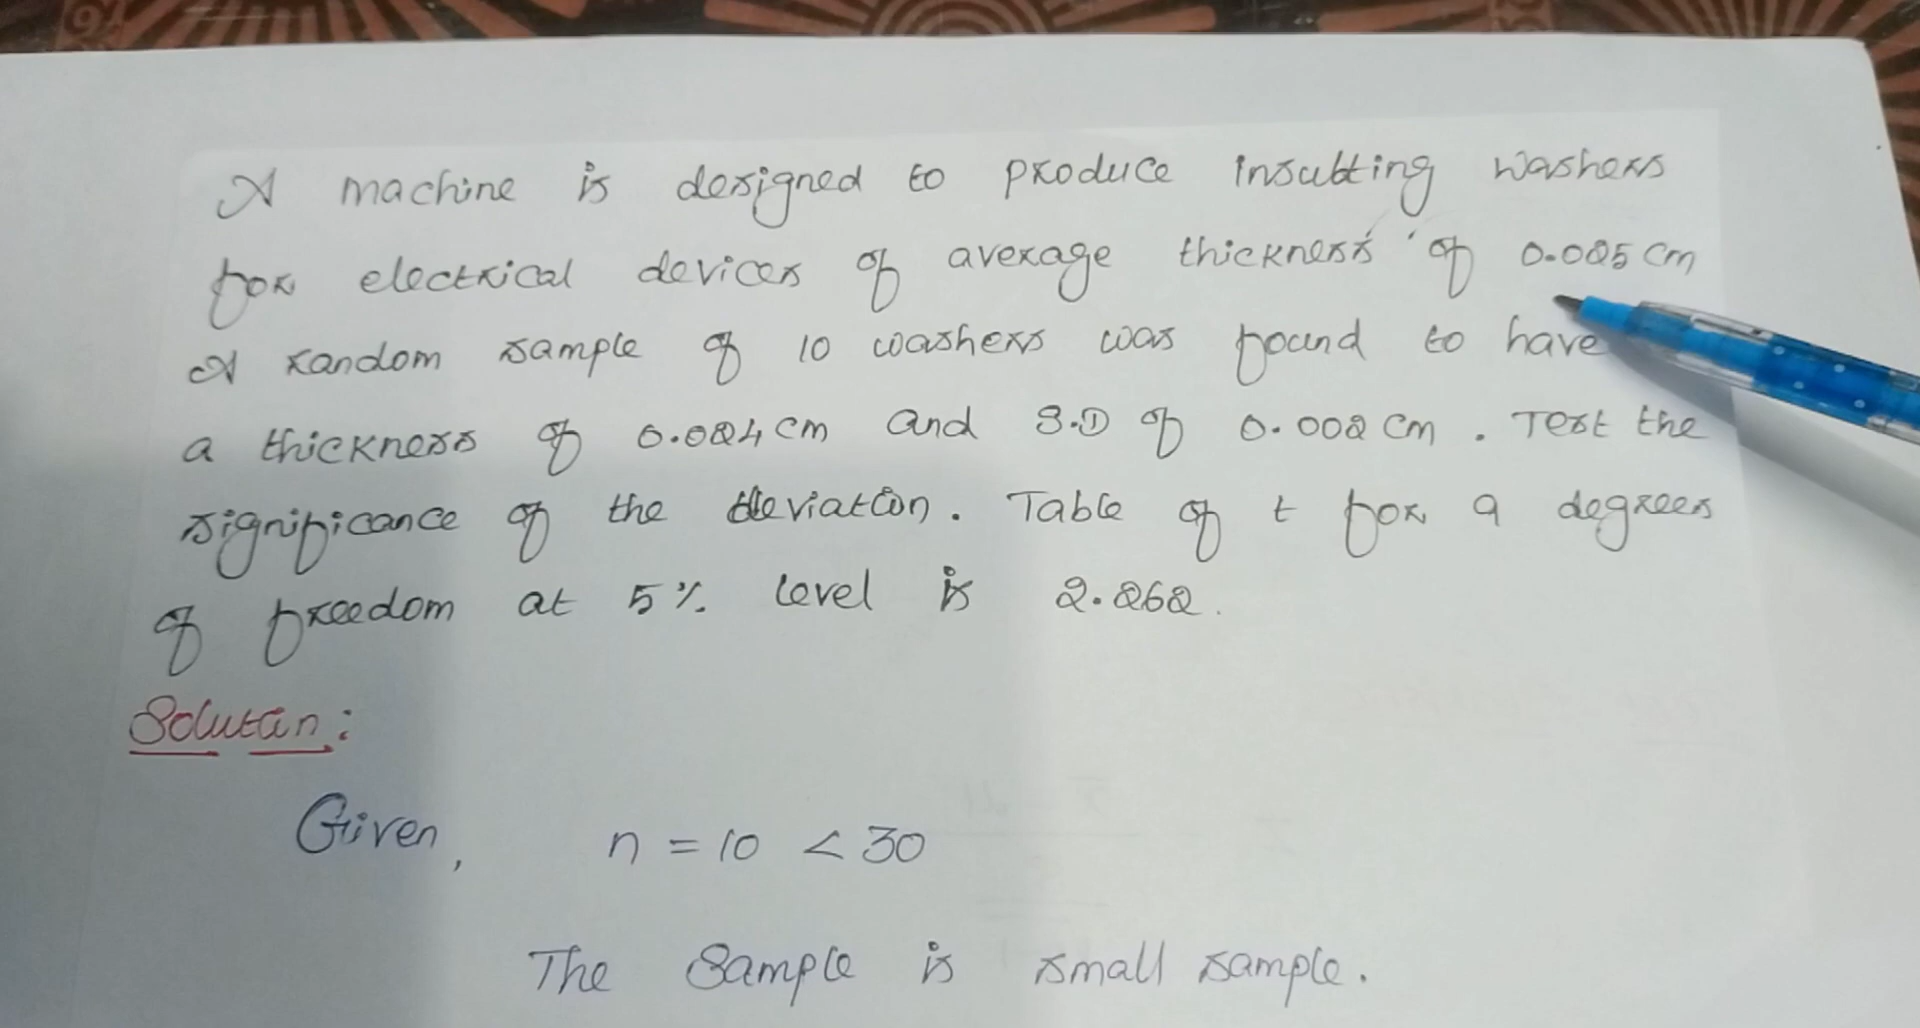 A machine is designed to produce insulting washers
for electrical devices of average thickness of 0.025 cm
A random sample of 10 washers was found to have
a thickness of 0.024 cm and S.D of 0.002 cm . Test the
significance of the deviation. Table of t for 9 degrees
of freedom at 5% level is 2.262.
Solution:
Given, n = 10 < 30
The Sample is small sample.